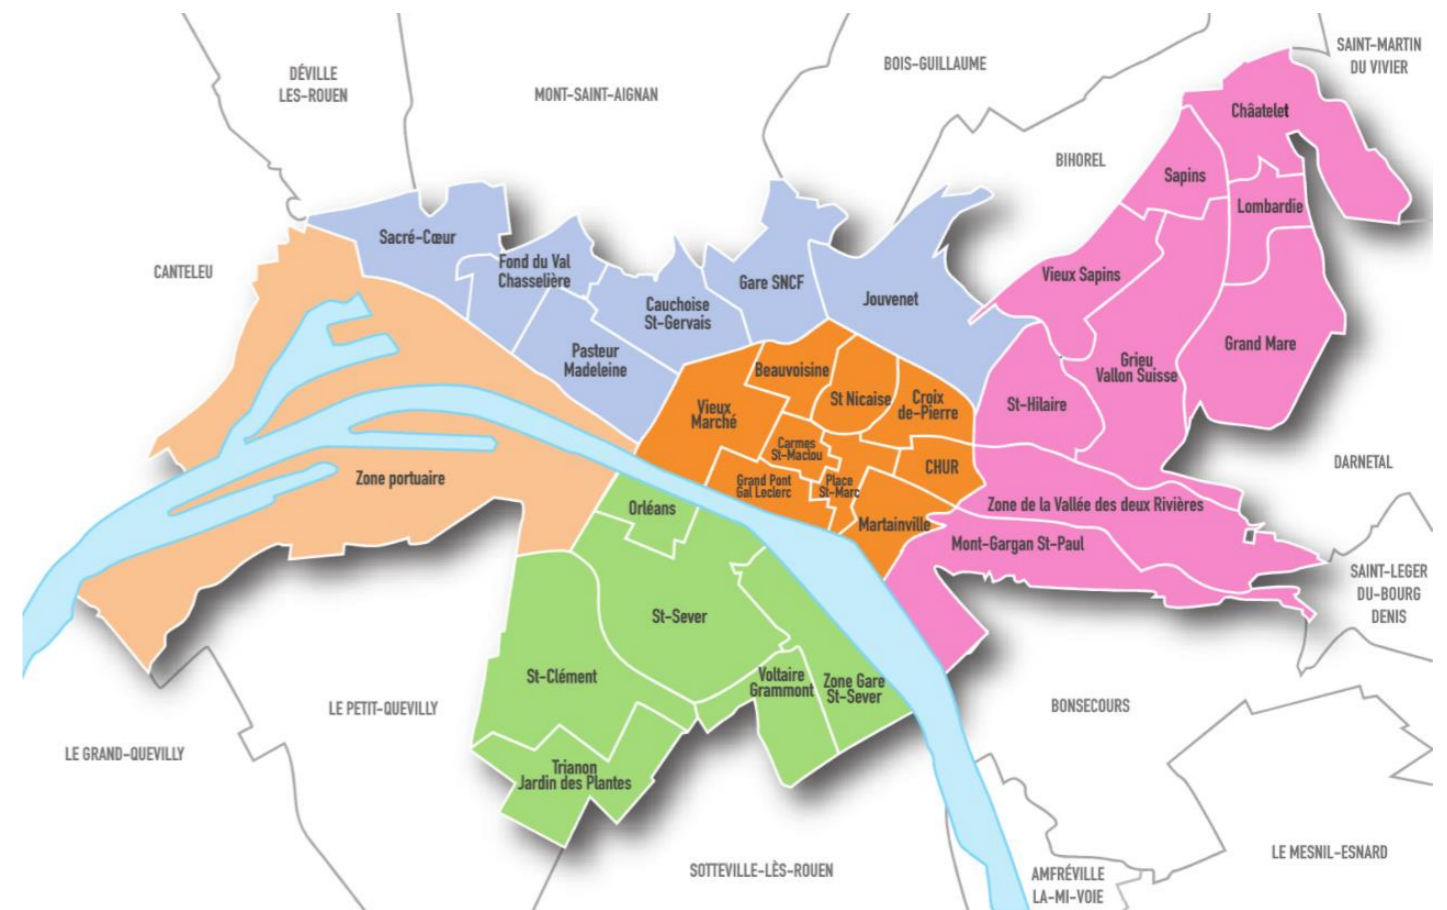 SAINT-MARTIN
DU VIVIER
BOIS-GUILLAUME
DÉVILLE
LES-ROUEN
MONT-SAINT-AIGNAN
Châatelet
BIHOREL
Sapins
Lombardie
Sacré-Cœur
CANTELEU
Fond du Val
Chasselière
Gare SNCF
Vieux Sapins
Jouvenet
Cauchoise
St-Gervais
Pasteur
Madeleine
Grand Mare
Grieu
Vallon Suisse
Beauvoisine
St Nicaise
Croix
de-Pierre
St-Hilaire
Vieux
Marché
Carmes
St-Maclou
CHUR
DARNETAL
Zone portuaire
Grand Pont
Gal Loclerc
Place
St-Marc
Orléans
Zone de la Vallée des deux Rivières
Martainville
Mont-Gargan St-Paul
SAINT-LEGER
DU-BOURG
DENIS
St-Sever
St-Clément
Voltaire
Grammont
Zone Gare
St-Sever
LE PETIT-QUEVILLY
BONSECOURS
LE GRAND-QUEVILLY
Trianon
Jardin des Plantes
LE MESNIL-ESNARD
SOTTEVILLE-LÈS-ROUEN
AMFRÉVILLE
LA-MI-VOIE